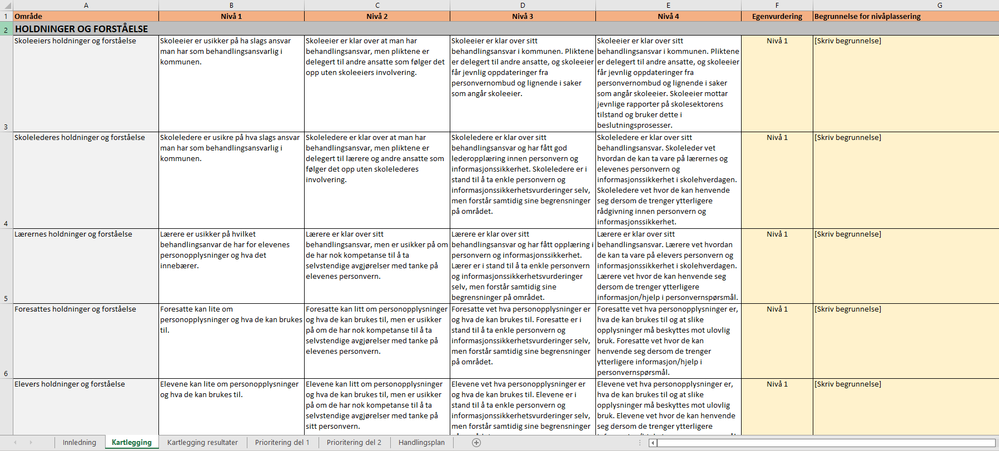 A B C D E F G
1 Område Nivå 1 Nivå 2 Nivå 3 Nivå 4 Egenvurdering Begrunnelse for nivåplassering
2 HOLDNINGER OG FORSTÅELSE
3
Skoleeiers holdninger og forståelse
Skoleeier er usikker på ha slags ansvar
man har som behandlingsansvarlig i
kommunen.
Skoleeier er klar over at man har
behandlingsansvar, men pliktene er
delegert til andre ansatte som følger det
opp uten skoleeiers involvering.
Skoleeier er klar over sitt
behandlingsansvar i kommunen. Pliktene
er delegert til andre ansatte, og skoleeier
får jevnlig oppdateringer fra
personvernombud og lignende i saker
som angår skoleeier.
Skoleeier er klar over sitt
behandlingsansvar i kommunen. Pliktene
er delegert til andre ansatte, og skoleeier
får jevnlig oppdateringer fra
personvernombud og lignende i saker
som angår skoleeier. Skoleeier mottar
jevnlige rapporter på skolesektorens
tilstand og bruker dette i
beslutningsprosesser.
Nivå 1
[Skriv begrunnelse]
4
Skolelederes holdninger og forståelse
Skoleledere er usikre på hva slags ansvar
man har som behandlingsansvarlig i
kommunen.
Skoleledere er klar over at man har
behandlingsansvar, men pliktene er
delegert til lærere og andre ansatte som
følger det opp uten skolelederes
involvering.
Skoleledere er klar over sitt
behandlingsansvar og har fått god
lederopplæring innen personvern og
informasjonssikkerhet. Skoleledere er i
stand til å ta enkle personvern og
informasjonssikkerhetsvurderinger selv,
men forstår samtidig sine begrensninger
på området.
Skoleledere er klar over sitt
behandlingsansvar. Skoleleder vet
hvordan de kan ta vare på lærernes og
elevenes personvern og
informasjonssikkerhet i skolehverdagen.
Skoleledere vet hvor de kan henvende
seg dersom de trenger ytterligere
rådgivning innen personvern og
informasjonssikkerhet.
Nivå 1
[Skriv begrunnelse]
5
Lærernes holdninger og forståelse
Lærere er usikker på hvilket
behandlingsanvar de har for elevenes
personopplysninger og hva det
innebærer.
Lærere er klar over sitt
behandlingsansvar, men er usikker på om
de har nok kompetanse til å ta
selvstendige avgjørelser med tanke på
elevenes personvern.
Lærere er klar over sitt
behandlingsansvar og har fått opplæring i
personvern og informasjonssikkerhet.
Lærer er i stand til å ta enkle personvern
og informasjonssikkerhetsvurderinger
selv, men forstår samtidig sine
begrensninger på området.
Lærere er klar over sitt
behandlingsansvar. Lærere vet hvordan
de kan ta vare på elevers personvern og
informasjonssikkerhet i skolehverdagen.
Lærere vet hvor de kan henvende seg
dersom de trenger ytterligere
informasjon/hjelp i personvernspørsmål.
Nivå 1
[Skriv begrunnelse]
6
Foresattes holdninger og forståelse
Foresatte kan lite om
personopplysninger og hva de kan brukes
til.
Foresatte kan litt om personopplysninger
og hva de kan brukes til, men er usikker
på om de har nok kompetanse til å ta
selvstendige avgjørelser med tanke på
elevenes personvern.
Foresatte vet hva personopplysninger er
og hva de kan brukes til. Foresatte er i
stand til å ta enkle personvern og
informasjonssikkerhetsvurderinger selv,
men forstår samtidig sine begrensninger
på området.
Foresatte vet hva personopplysninger er,
hva de kan brukes til og at slike
opplysninger må beskyttes mot ulovlig
bruk. Foresatte vet hvor de kan
henvende seg dersom de trenger
ytterligere informasjon/hjelp i
personvernspørsmål.
Nivå 1
[Skriv begrunnelse]
Elevers holdninger og forståelse
Elevene kan lite om personopplysninger
og hva de kan brukes til.
Elevene kan litt om personopplysninger
og hva de kan brukes til, men er usikker
på om de har nok kompetanse til å ta
selvstendige avgjørelser med tanke på
sitt personvern.
Elevene vet hva personopplysninger er
og hva de kan brukes til. Elevene er i
stand til å ta enkle personvern og
informasjonssikkerhetsvurderinger selv,
men forstår samtidig sine begrensninger
Elevene vet hva personopplysninger er,
hva de kan brukes til og at slike
opplysninger må beskyttes mot ulovlig
bruk. Elevene vet hvor de kan henvende
seg dersom de trenger ytterligere
Nivå 1
[Skriv begrunnelse]
Innledning Kartlegging Kartlegging resultater Prioritering del 1 Prioritering del 2 Handlingsplan